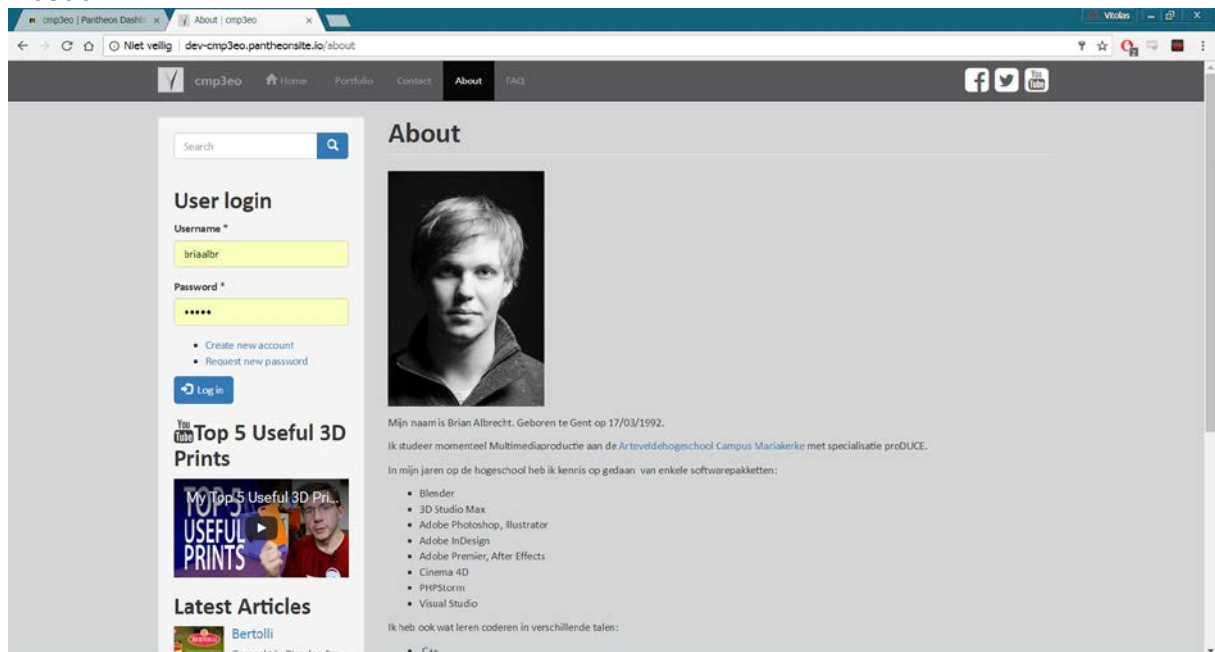 cmp3eo | Pantheon Dashb
About | cmp3eo
Vitolas
Niet veilig | dev-cmp3eo.pantheonsite.io/about
cmp3eo Home Portfolio Contact About FAQ
You Tube
Search
User login
Username *
briaalbr
Password *
•••••
Create new account
Request new password
Log in
You Tube Top 5 Useful 3D
Prints
My Top 5 Useful 3D Pri...
TOP 5
USEFUL
PRINTS
Latest Articles
Bertolli
About
Mijn naam is Brian Albrecht. Geboren te Gent op 17/03/1992.
Ik studeer momenteel Multimediaproductie aan de Arteveldehogeschool Campus Mariakerke met specialisatie proDUCE.
In mijn jaren op de hogeschool heb ik kennis op gedaan van enkele softwarepakketten:
Blender
3D Studio Max
Adobe Photoshop, Illustrator
Adobe InDesign
Adobe Premier, After Effects
Cinema 4D
PHPStorm
Visual Studio
Ik heb ook wat leren coderen in verschillende talen:
C++